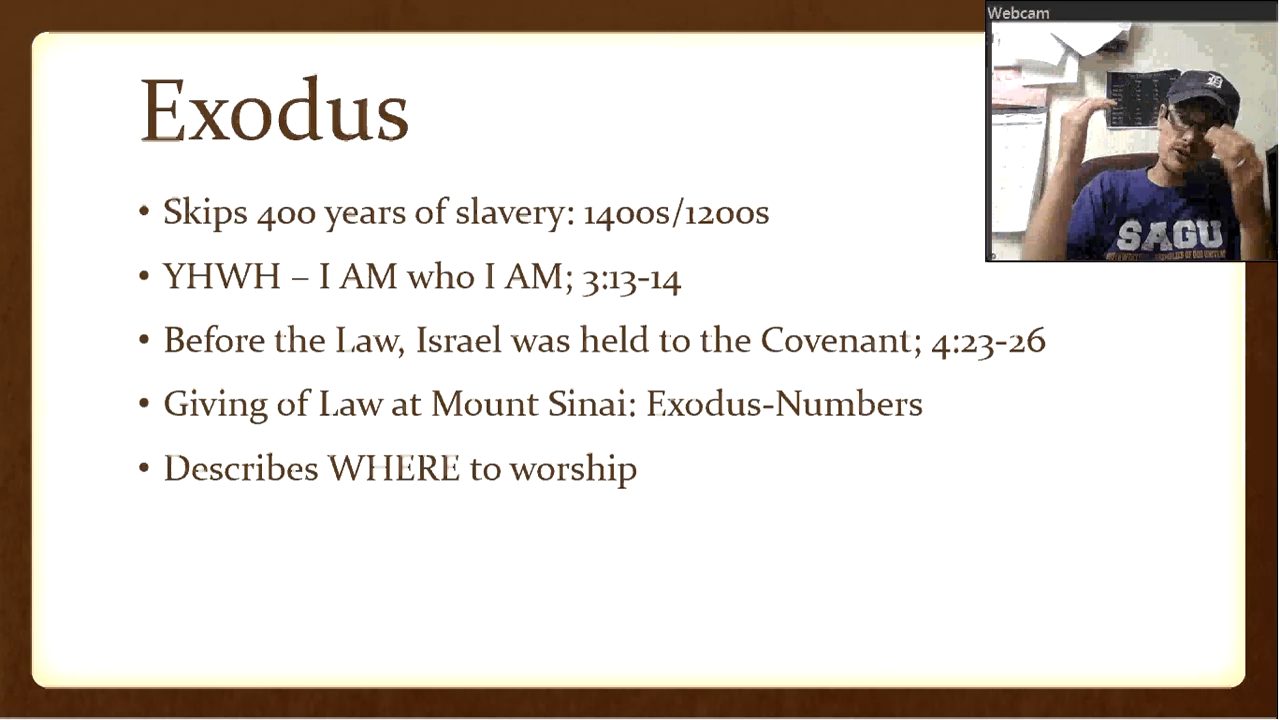 Webcam
Exodus
• Skips 400 years of slavery: 1400s/1200s
• YHWH – I AM who I AM; 3:13-14
• Before the Law, Israel was held to the Covenant; 4:23-26
• Giving of Law at Mount Sinai: Exodus-Numbers
• Describes WHERE to worship
D
SAGU